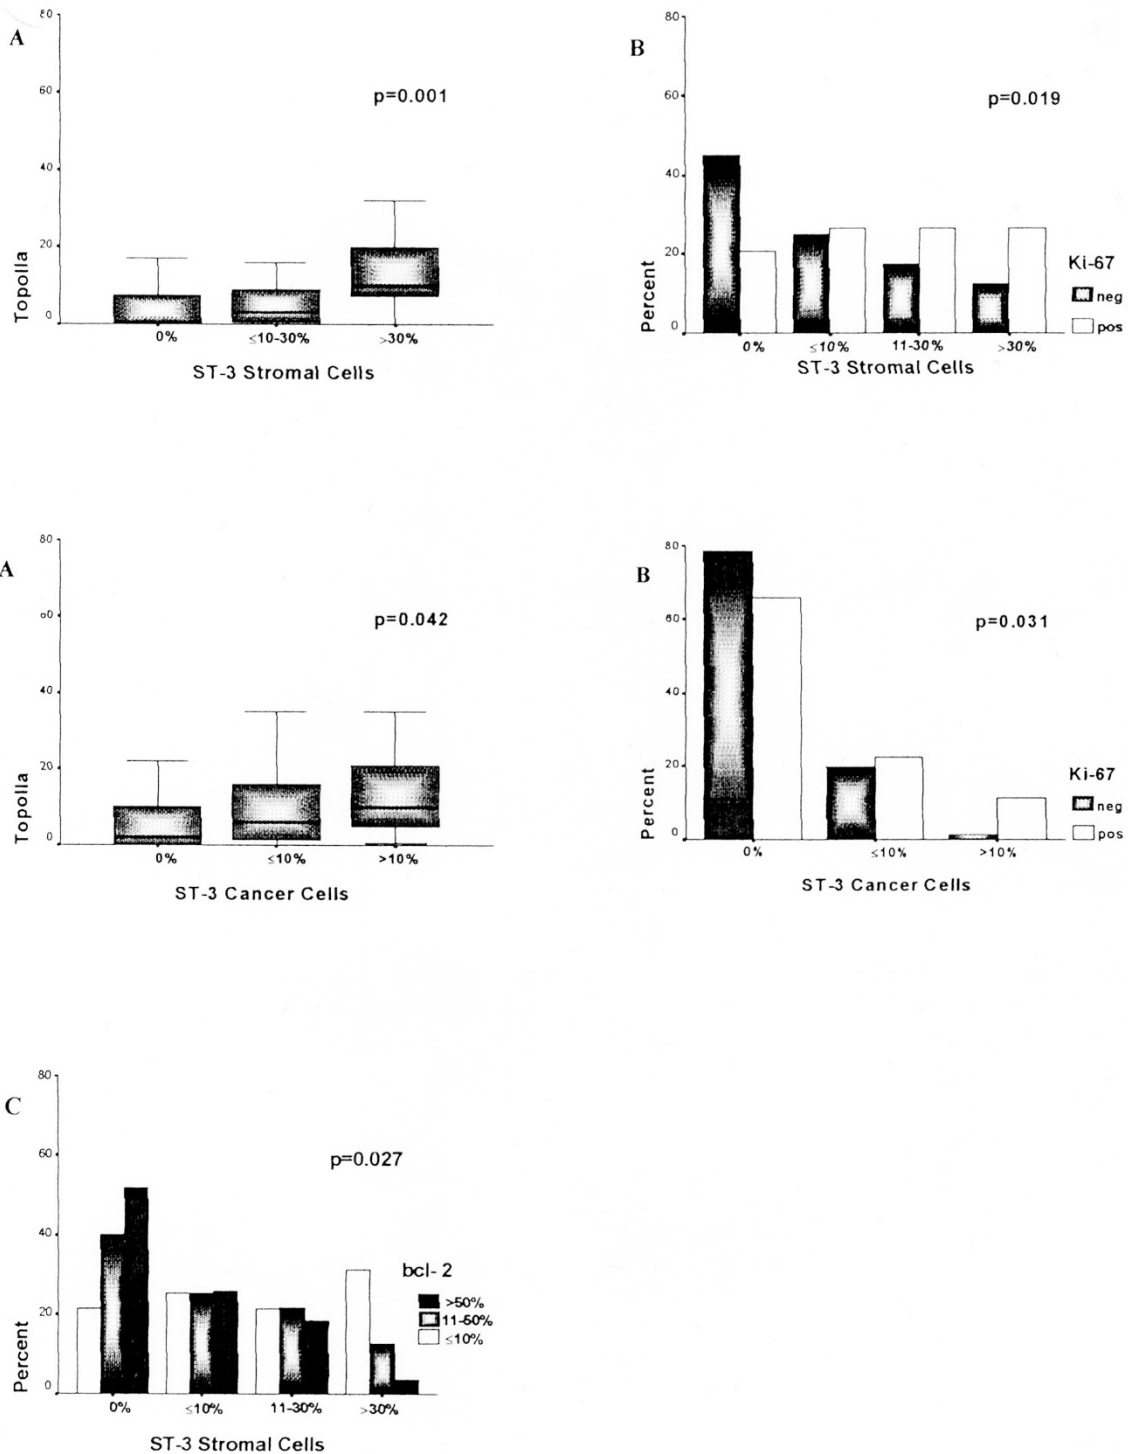 A
80
60
40
20
0
Topolla
p=0.001
0% ≤10-30% >30%
ST-3 Stromal Cells
B
80
60
40
20
0
Percent
p=0.019
Ki-67
neg
pos
0% ≤10% 11-30% >30%
ST-3 Stromal Cells
A
80
60
40
20
0
Topolla
p=0.042
0% ≤10% >10%
ST-3 Cancer Cells
B
80
60
40
20
0
Percent
p=0.031
Ki-67
neg
pos
0% ≤10% >10%
ST-3 Cancer Cells
C
80
60
40
20
0
Percent
p=0.027
bcl-2
>50%
11-50%
≤10%
0% ≤10% 11-30% >30%
ST-3 Stromal Cells